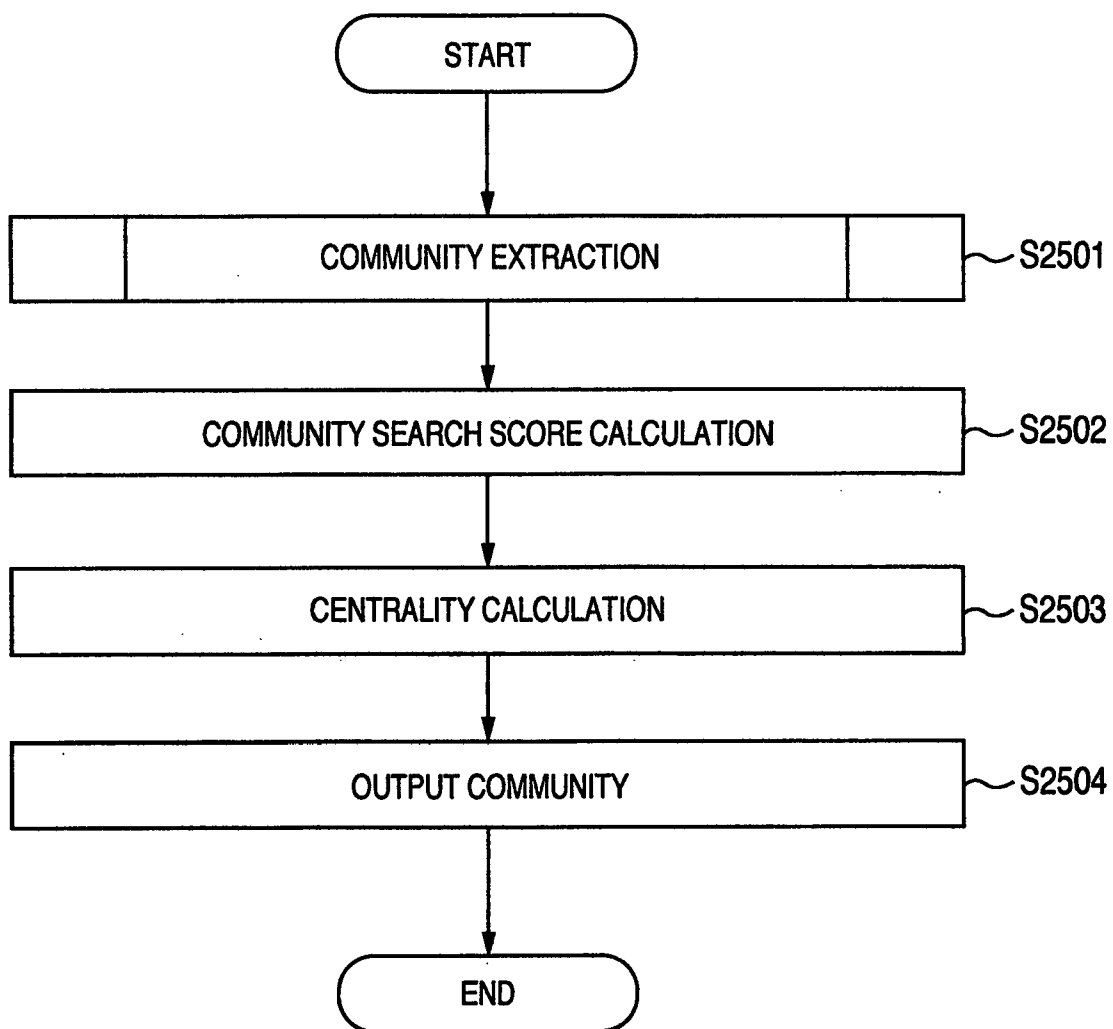 START
COMMUNITY EXTRACTION
S2501
COMMUNITY SEARCH SCORE CALCULATION
S2502
CENTRALITY CALCULATION
S2503
OUTPUT COMMUNITY
S2504
END